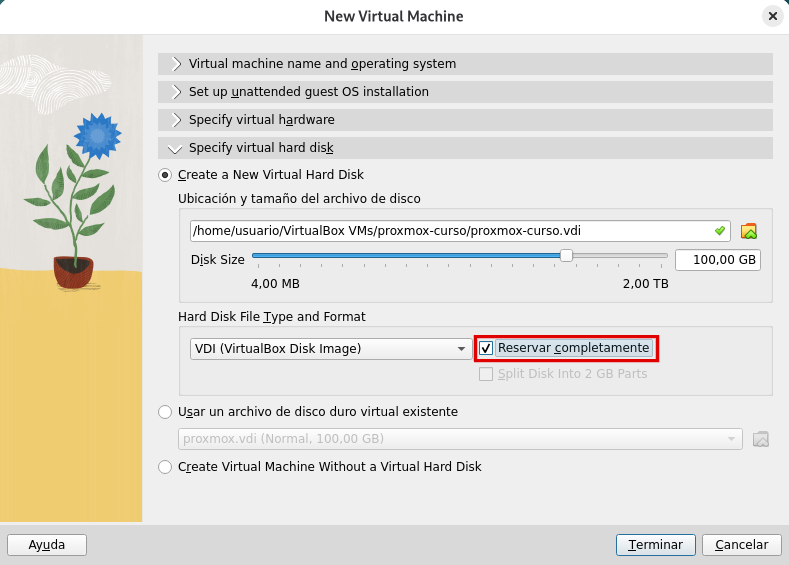 New Virtual Machine
Virtual machine name and operating system
Set up unattended guest OS installation
Specify virtual hardware
Specify virtual hard disk
Create a New Virtual Hard Disk
Ubicación y tamaño del archivo de disco
/home/usuario/VirtualBox VMs/proxmox-curso/proxmox-curso.vdi
Disk Size 100,00 GB
4,00 MB 2,00 TB
Hard Disk File Type and Format
VDI (VirtualBox Disk Image) Reservar completamente
Split Disk Into 2 GB Parts
Usar un archivo de disco duro virtual existente
proxmox.vdi (Normal, 100,00 GB)
Create Virtual Machine Without a Virtual Hard Disk
Ayuda Terminar Cancelar